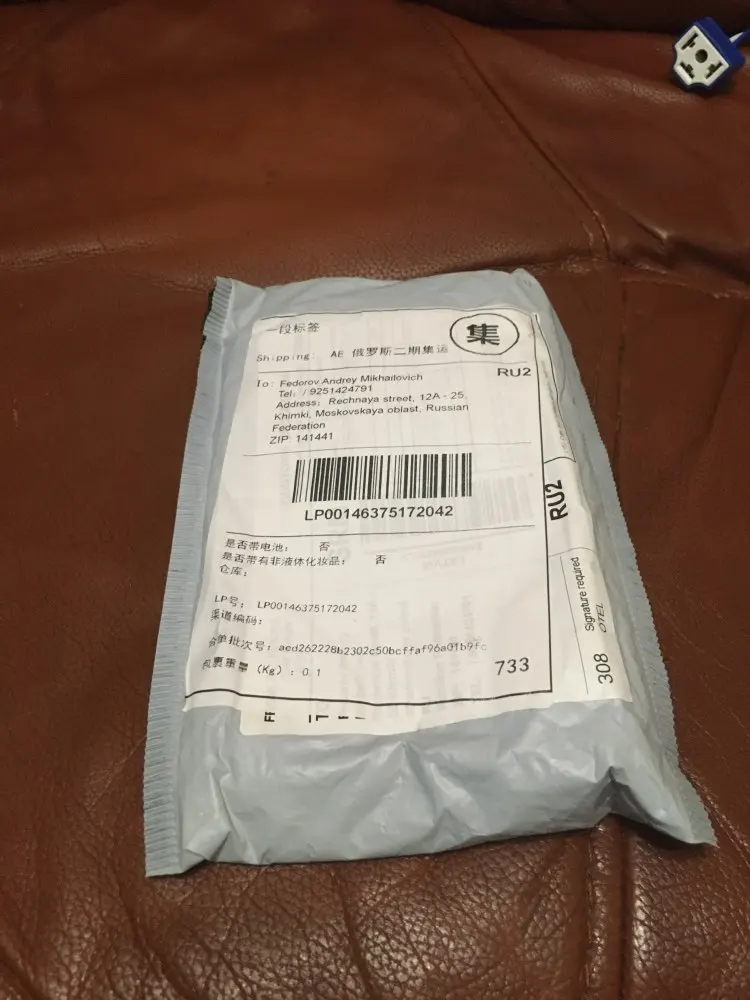 一段标签
集
Shipping: AE 俄罗斯二期集运
RU2
To: Fedorov Andrey Mikhailovich
Tel: / 9251424791
Address: Rechnaya street, 12A - 25,
Khimki, Moskovskaya oblast, Russian
Federation
ZIP: 141441
LP00146375172042
是否带电池: 否
是否带有非液体化妆品: 否
仓库:
LP号: LP00146375172042
渠道编码:
合单批次号: aed262228b2302c50bcffaf96a01b9fc
包裹重量 (Kg) : 0.1
733
RU2
Signature required
OTEL
308